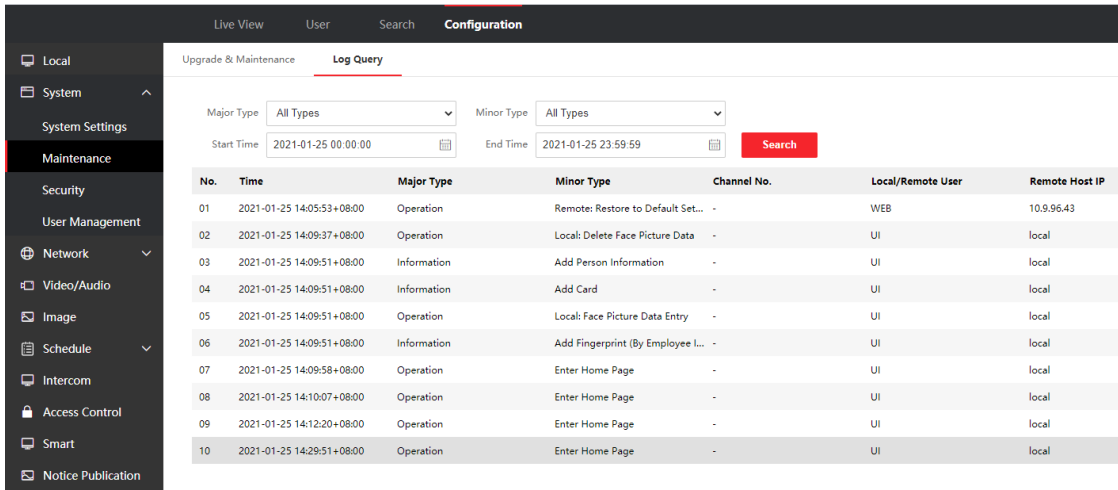 Live View User Search Configuration
Local
System
System Settings
Maintenance
Security
User Management
Network
Video/Audio
Image
Schedule
Intercom
Access Control
Smart
Notice Publication
Upgrade & Maintenance Log Query
Major Type All Types Minor Type All Types
Start Time 2021-01-25 00:00:00 End Time 2021-01-25 23:59:59 Search
No. Time Major Type Minor Type Channel No. Local/Remote User Remote Host IP
01 2021-01-25 14:05:53+08:00 Operation Remote: Restore to Default Set... - WEB 10.9.96.43
02 2021-01-25 14:09:37+08:00 Operation Local: Delete Face Picture Data - UI local
03 2021-01-25 14:09:51+08:00 Information Add Person Information - UI local
04 2021-01-25 14:09:51+08:00 Information Add Card - UI local
05 2021-01-25 14:09:51+08:00 Operation Local: Face Picture Data Entry - UI local
06 2021-01-25 14:09:51+08:00 Information Add Fingerprint (By Employee I... - UI local
07 2021-01-25 14:09:58+08:00 Operation Enter Home Page - UI local
08 2021-01-25 14:10:07+08:00 Operation Enter Home Page - UI local
09 2021-01-25 14:12:20+08:00 Operation Enter Home Page - UI local
10 2021-01-25 14:29:51+08:00 Operation Enter Home Page - UI local